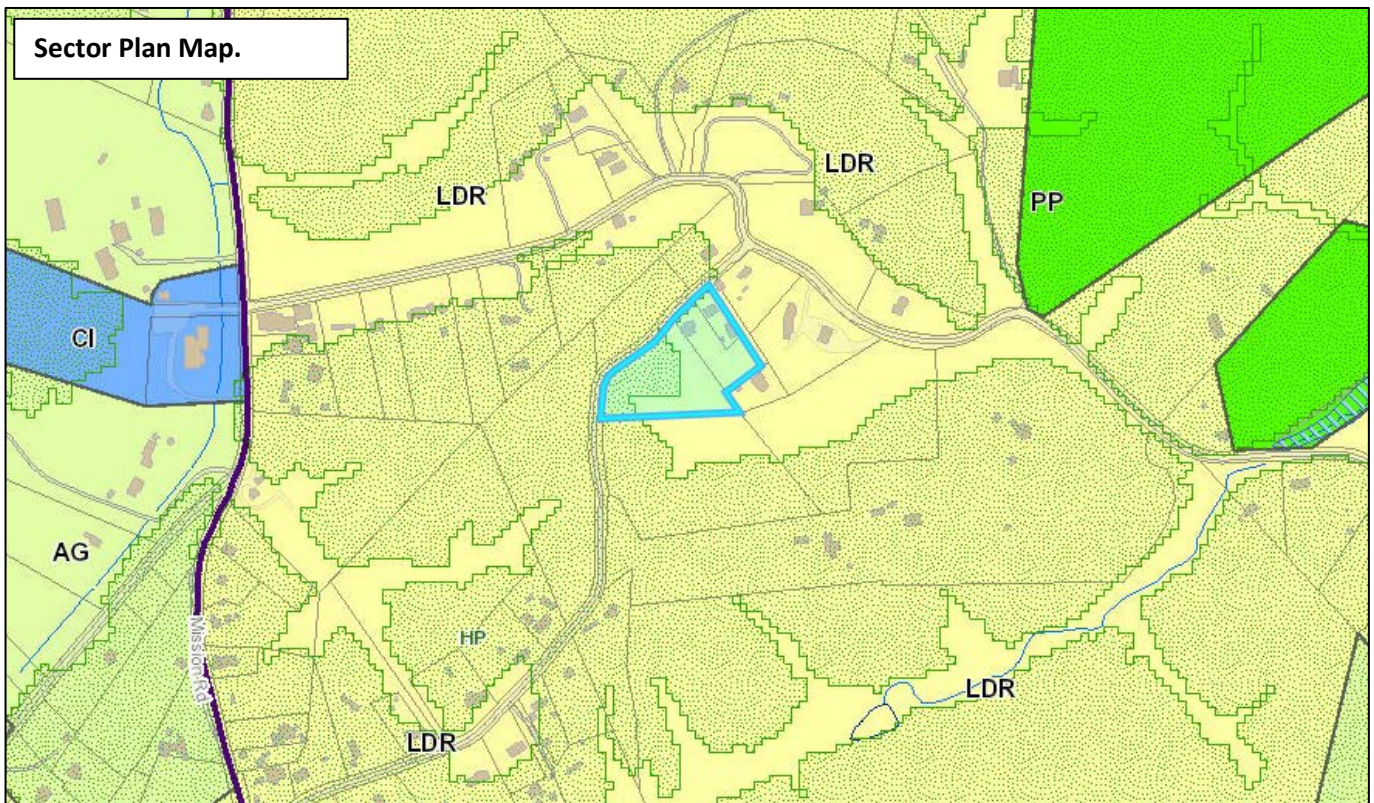 Sector Plan Map.
LDR
LDR
PP
CI
AG
Mission Rd
HP
LDR
LDR